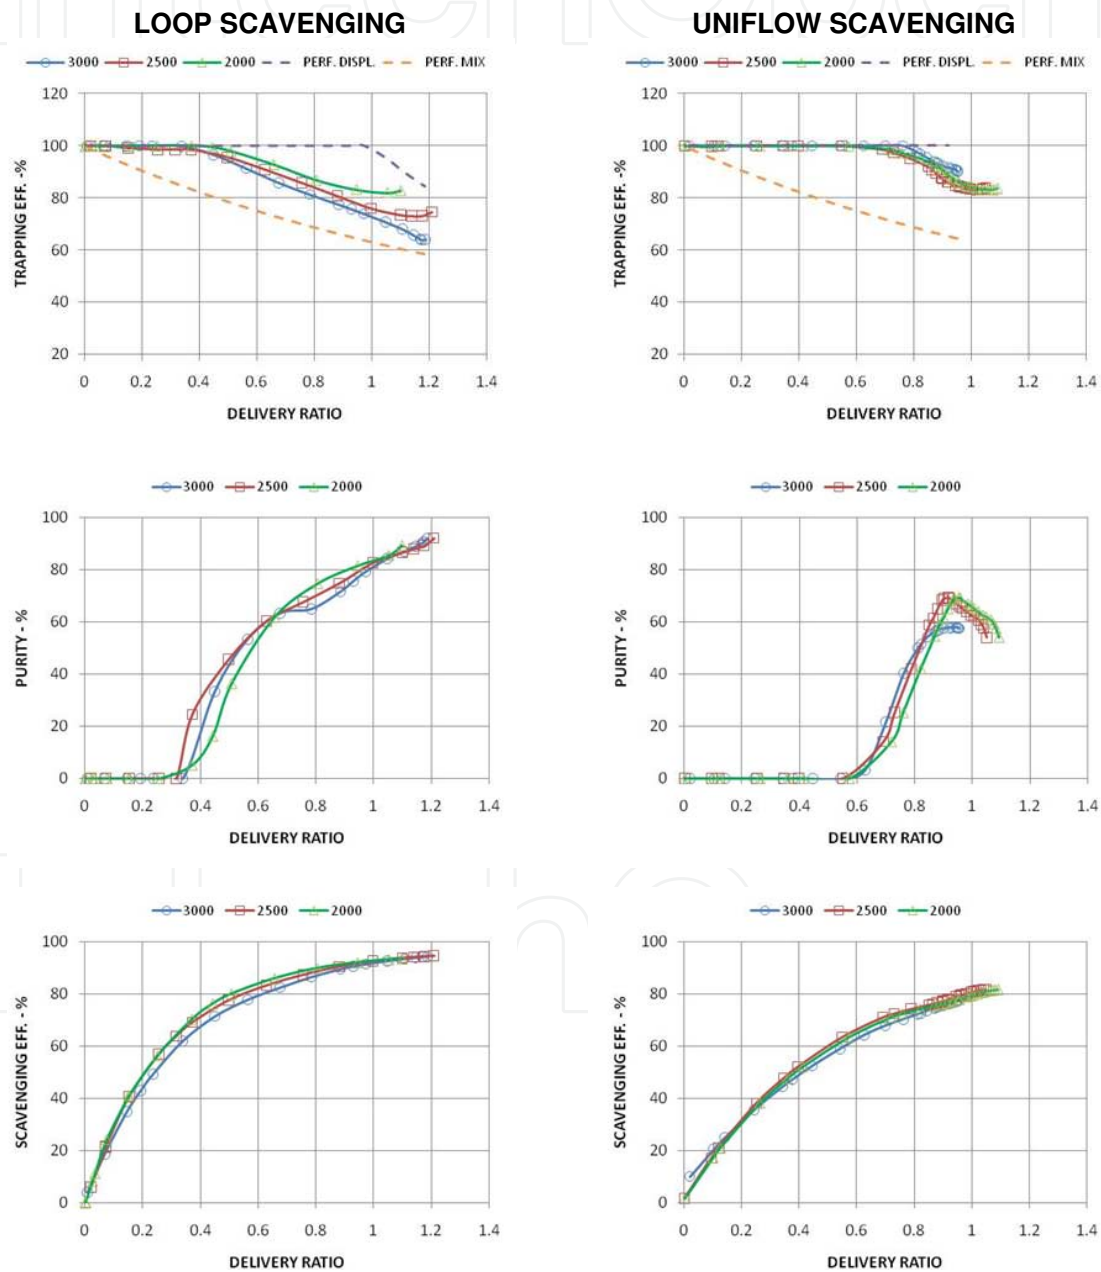 LOOP SCAVENGING
UNIFLOW SCAVENGING
3000 2500 2000 PERF. DISPL. PERF. MIX
TRAPPING EFF. -%
120
100
80
60
40
20
0 0.2 0.4 0.6 0.8 1 1.2 1.4
DELIVERY RATIO
3000 2500 2000 PERF. DISPL. PERF. MIX
TRAPPING EFF. -%
120
100
80
60
40
20
0 0.2 0.4 0.6 0.8 1 1.2 1.4
DELIVERY RATIO
3000 2500 2000
PURITY - %
100
80
60
40
20
0
0 0.2 0.4 0.6 0.8 1 1.2 1.4
DELIVERY RATIO
3000 2500 2000
PURITY - %
100
80
60
40
20
0
0 0.2 0.4 0.6 0.8 1 1.2 1.4
DELIVERY RATIO
3000 2500 2000
SCAVENGING EFF. - %
100
80
60
40
20
0
0 0.2 0.4 0.6 0.8 1 1.2 1.4
DELIVERY RATIO
3000 2500 2000
SCAVENGING EFF. - %
100
80
60
40
20
0
0 0.2 0.4 0.6 0.8 1 1.2 1.4
DELIVERY RATIO